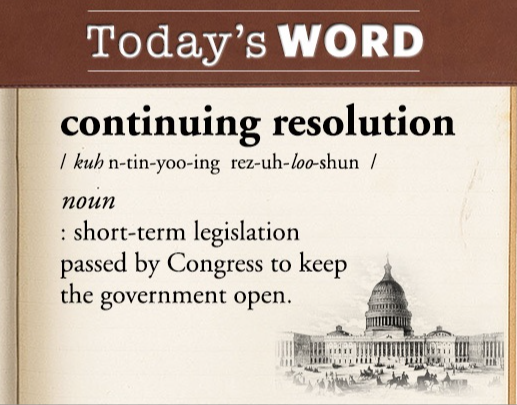 Today's WORD
continuing resolution
/ kuh n-tin-yoo-ing rez-uh-loo-shun /
noun
: short-term legislation
passed by Congress to keep
the government open.